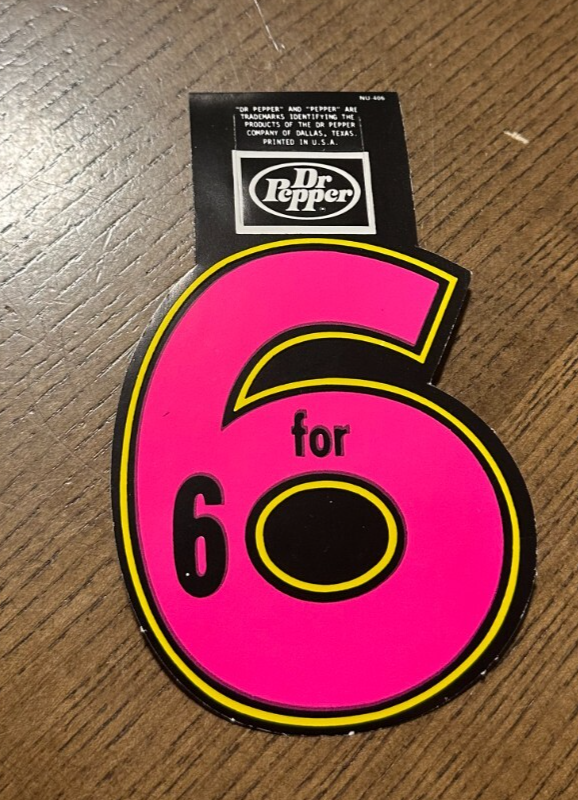 NU-406
"DR PEPPER" AND "PEPPER" ARE
TRADEMARKS IDENTIFYING THE
PRODUCTS OF THE DR PEPPER
COMPANY OF DALLAS, TEXAS.
PRINTED IN U.S.A.
Dr
Pepper
6
for
6